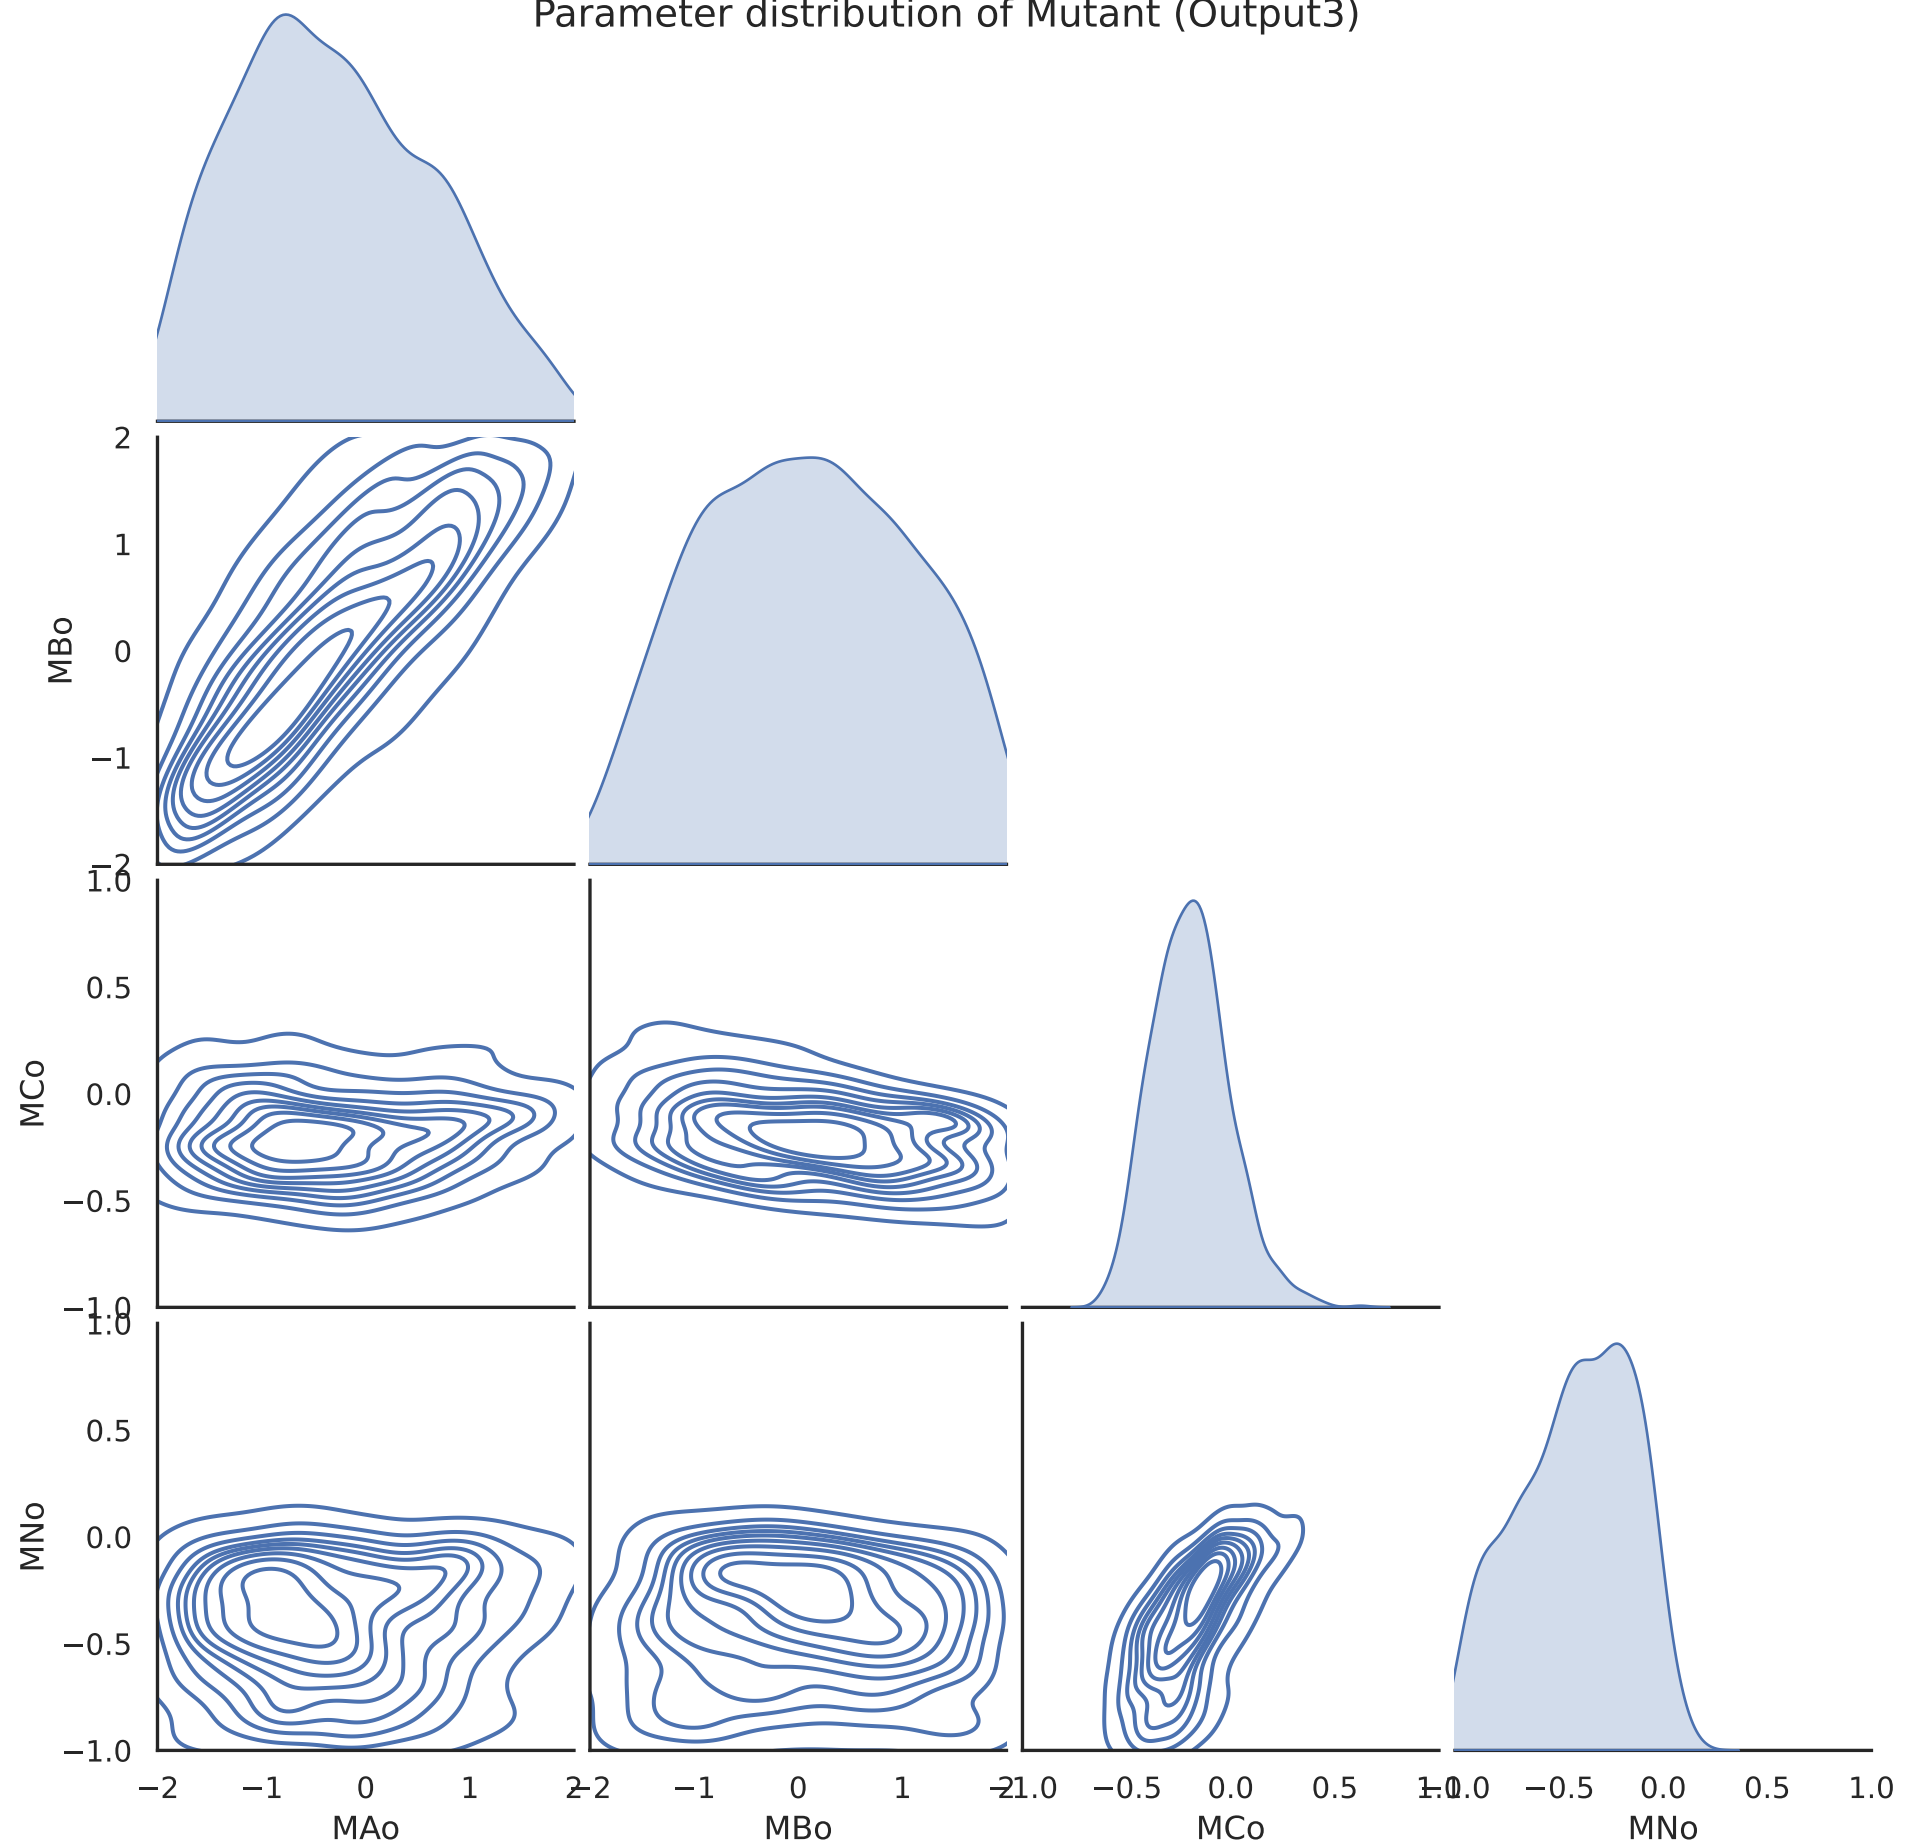 Parameter distribution of Mutant (Output3)
2
1
0
−1
−2
MBo
1.0
0.5
0.0
−0.5
−1.0
MCo
1.0
0.5
0.0
−0.5
−1.0
MNo
−2 −1 0 1 2
MAo
−2 −1 0 1 2
MBo
−1.0 −0.5 0.0 0.5 1.0
MCo
−1.0 −0.5 0.0 0.5 1.0
MNo